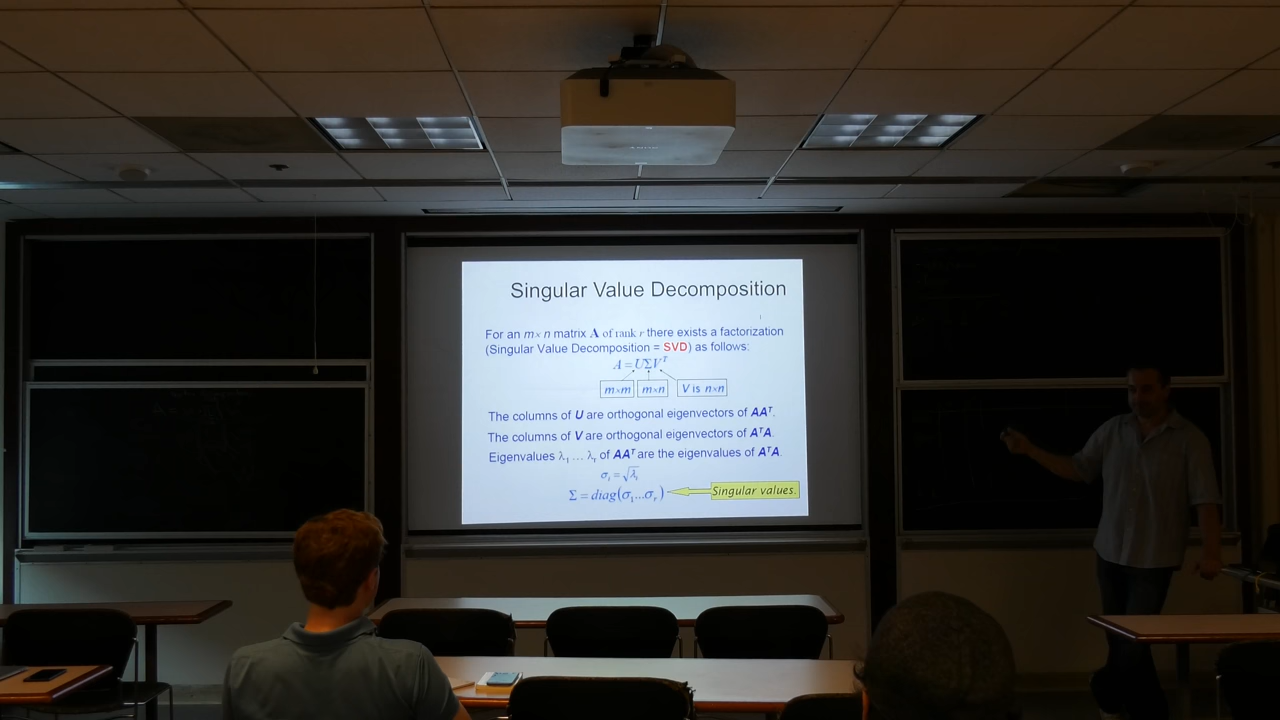 Singular Value Decomposition
For an m×n matrix A of rank r there exists a factorization
(Singular Value Decomposition = SVD) as follows:
A = UΣV^T
m×m m×n V is n×n
The columns of U are orthogonal eigenvectors of AA^T.
The columns of V are orthogonal eigenvectors of A^TA.
Eigenvalues λ₁ … λᵣ of AA^T are the eigenvalues of A^TA.
σᵢ = √λᵢ
Σ = diag(σ₁...σᵣ) Singular values.